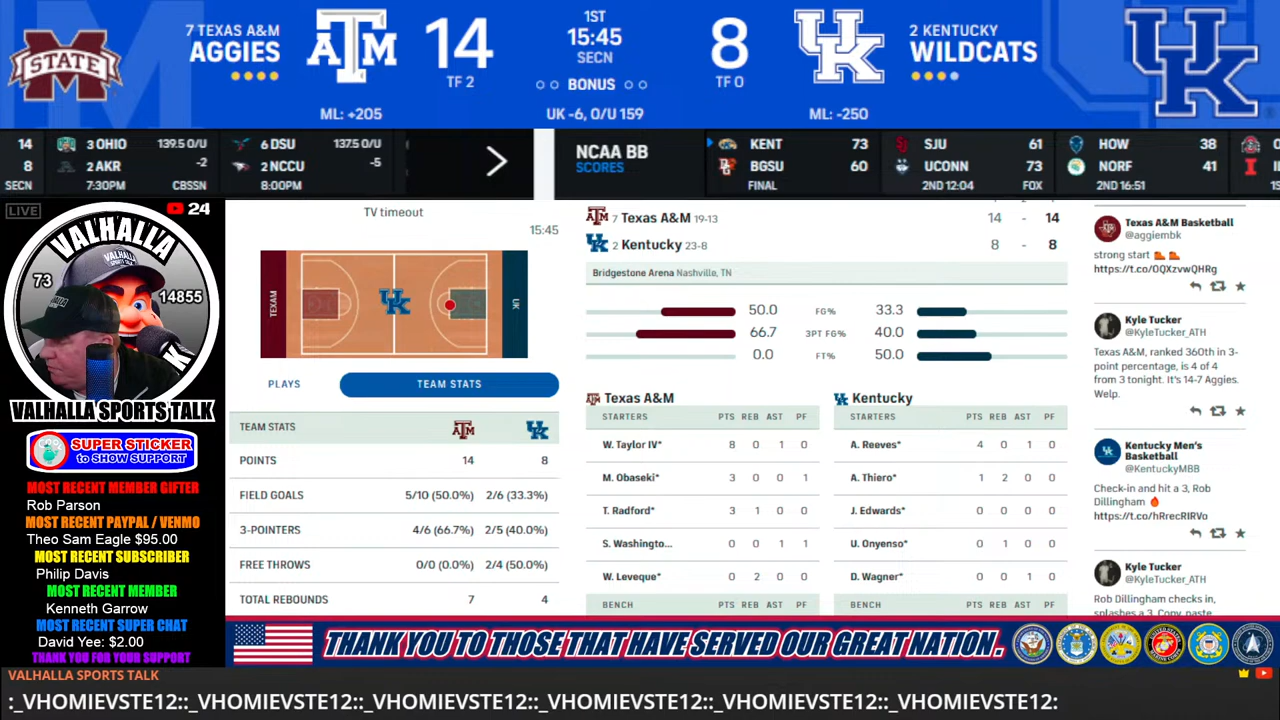 STATE
7 TEXAS A&M
AGGIES
ATM
14
TF 2
ML: +205
1ST
15:45
SECN
BONUS
UK -6, O/U 159
8
TF 0
ML: -250
UK
2 KENTUCKY
WILDCATS
UK
14
8
SECN
3 OHIO 139.5 O/U
2 AKR -2
7:30PM CBSSN
6 DSU 137.5 O/U
2 NCCU -5
8:00PM
NCAA BB
SCORES
KENT 73
BGSU 60
FINAL
SJU 61
UCONN 73
2ND 12:04 FOX
HOW 38
NORF 41
2ND 16:51
LIVE
24
VALHALLA
73
14855
VALHALLA SPORTS TALK
SUPER STICKER
to SHOW SUPPORT
MOST RECENT MEMBER GIFTER
Rob Parson
MOST RECENT PAYPAL / VENMO
Theo Sam Eagle $95.00
MOST RECENT SUBSCRIBER
Philip Davis
MOST RECENT MEMBER
Kenneth Garrow
MOST RECENT SUPER CHAT
David Yee: $2.00
THANK YOU FOR YOUR SUPPORT
TV timeout
15:45
TEXAM
UK
UK
PLAYS
TEAM STATS
TEAM STATS
POINTS 14 8
FIELD GOALS 5/10 (50.0%) 2/6 (33.3%)
3-POINTERS 4/6 (66.7%) 2/5 (40.0%)
FREE THROWS 0/0 (0.0%) 2/4 (50.0%)
TOTAL REBOUNDS 7 4
7 Texas A&M 19-13 14 - 14
2 Kentucky 23-8 8 - 8
Bridgestone Arena Nashville, TN
50.0 FG% 33.3
66.7 3PT FG% 40.0
0.0 FT% 50.0
Texas A&M
STARTERS PTS REB AST PF
W. Taylor IV* 8 0 1 0
M. Obaseki* 3 0 0 1
T. Radford* 3 1 0 0
S. Washingto... 0 0 1 1
W. Leveque* 0 2 0 0
BENCH PTS REB AST PF
Kentucky
STARTERS PTS REB AST PF
A. Reeves* 4 0 1 0
A. Thiero* 1 2 0 0
J. Edwards* 0 0 0 0
U. Onyenso* 0 1 0 0
D. Wagner* 0 0 1 0
BENCH PTS REB AST PF
Texas A&M Basketball
@aggiembk
strong start
https://t.co/OQXzvwQHRg
Kyle Tucker
@KyleTucker_ATH
Texas A&M, ranked 360th in 3-
point percentage, is 4 of 4
from 3 tonight. It's 14-7 Aggies.
Welp.
Kentucky Men's
Basketball
@KentuckyMBB
Check-in and hit a 3, Rob
Dillingham
https://t.co/hRrecRIRVo
Kyle Tucker
@KyleTucker_ATH
Rob Dillingham checks in,
splashes a 3. Copy, paste
THANK YOU TO THOSE THAT HAVE SERVED OUR GREAT NATION.
VALHALLA SPORTS TALK
:_VHOMIEVSTE12::_VHOMIEVSTE12::_VHOMIEVSTE12::_VHOMIEVSTE12::_VHOMIEVSTE12::_VHOMIEVSTE12: